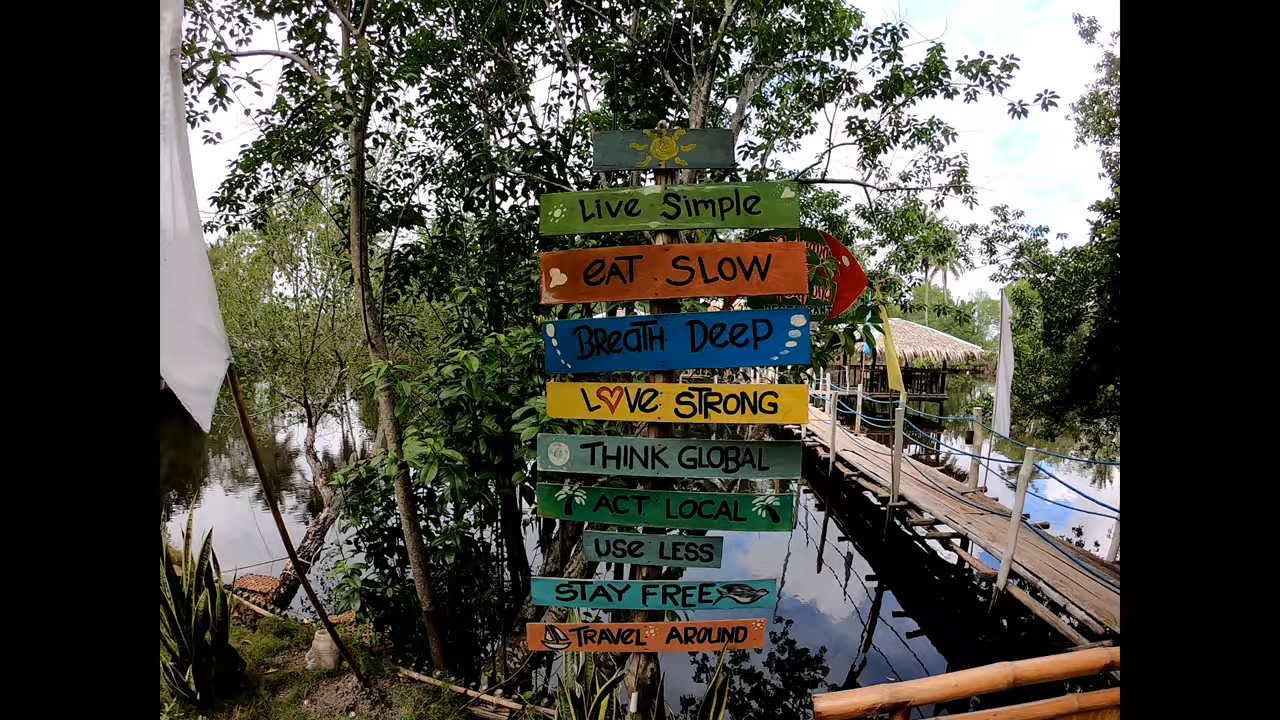 Live Simple
eAT SLOW
BReaTH DeeP
LOVe STRONG
THINK GLOBAL
ACT LOCAL
USe LESS
STAY FREE
TRAVeL AROUND